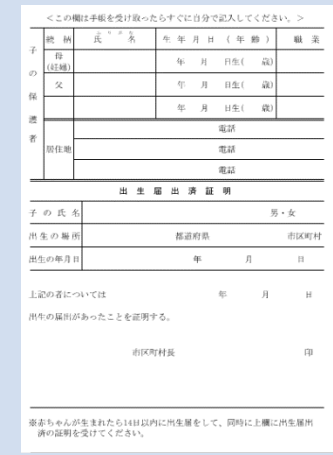 <この欄は手帳を受け取ったらすぐに自分で記入してください。>
子の保護者
続柄 氏名 ふりがな 生年月日(年齢) 職業
母(妊婦) 年 月 日生( 歳)
父 年 月 日生( 歳)
年 月 日生( 歳)
居住地 電話
電話
電話
出生届出済証明
子の氏名 男・女
出生の場所 都道府県 市区町村
出生の年月日 年 月 日
上記の者については 年 月 日
出生の届出があったことを証明する。
市区町村長 印
※赤ちゃんが生まれたら14日以内に出生届をして、同時に上欄に出生届出
済の証明を受けてください。